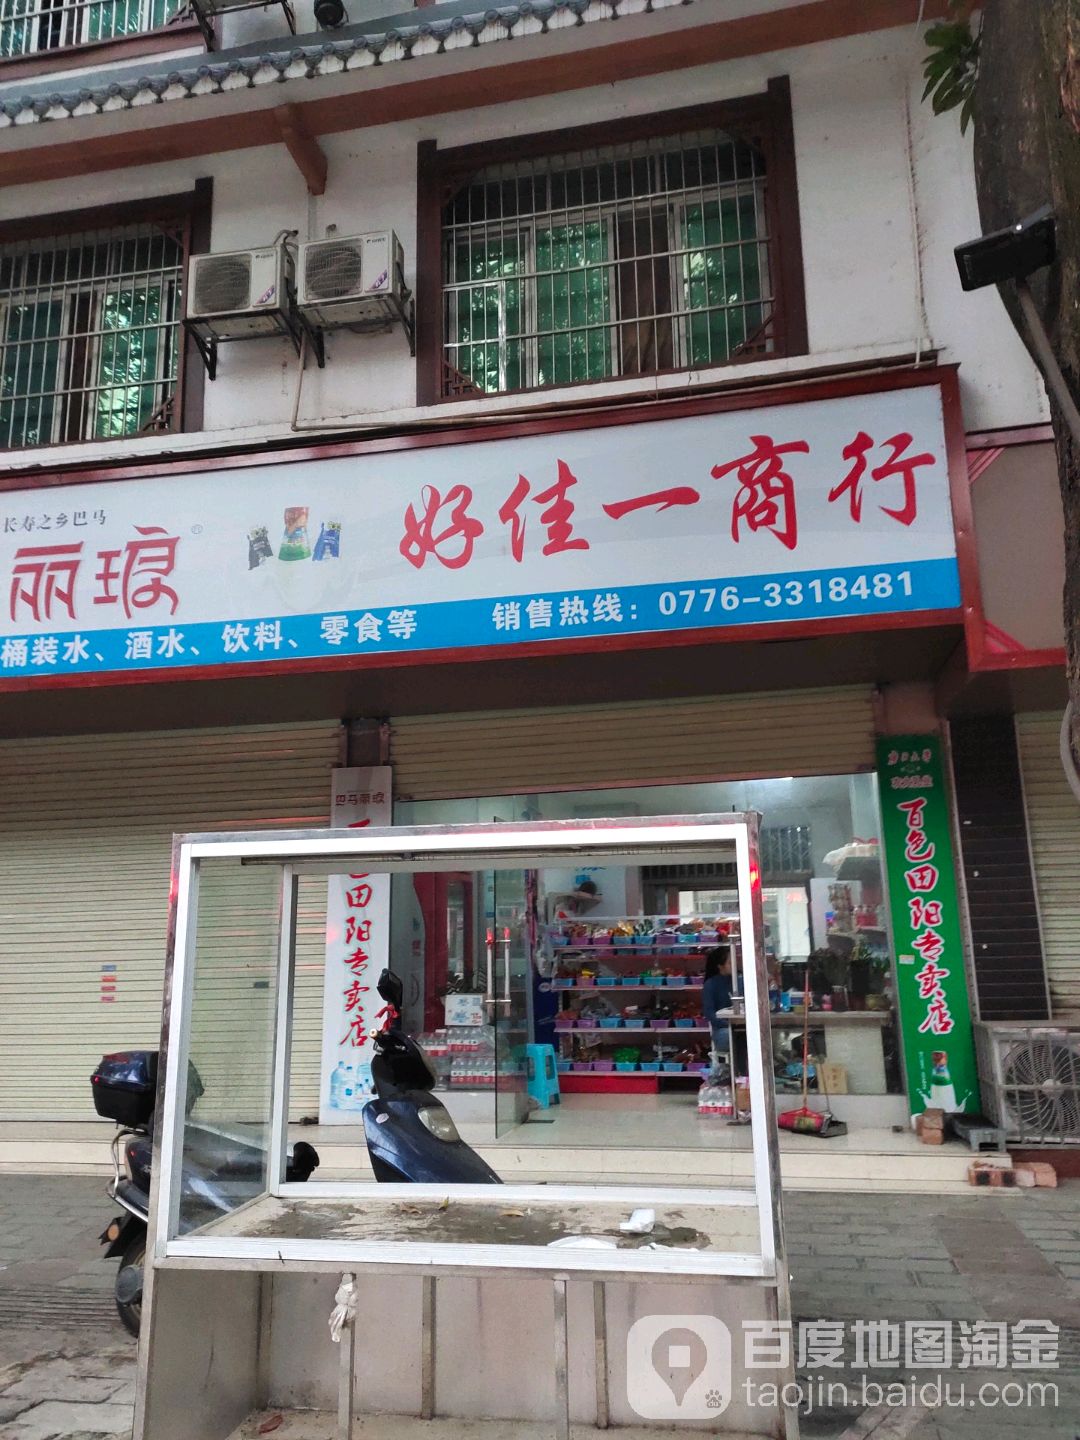 长寿之乡巴马
丽琅®
好佳一商行
桶装水、酒水、饮料、零食等
销售热线：0776-3318481
巴马丽琅
百色田阳专卖店
百色田阳专卖店
百度地图淘金
taojin.baidu.com